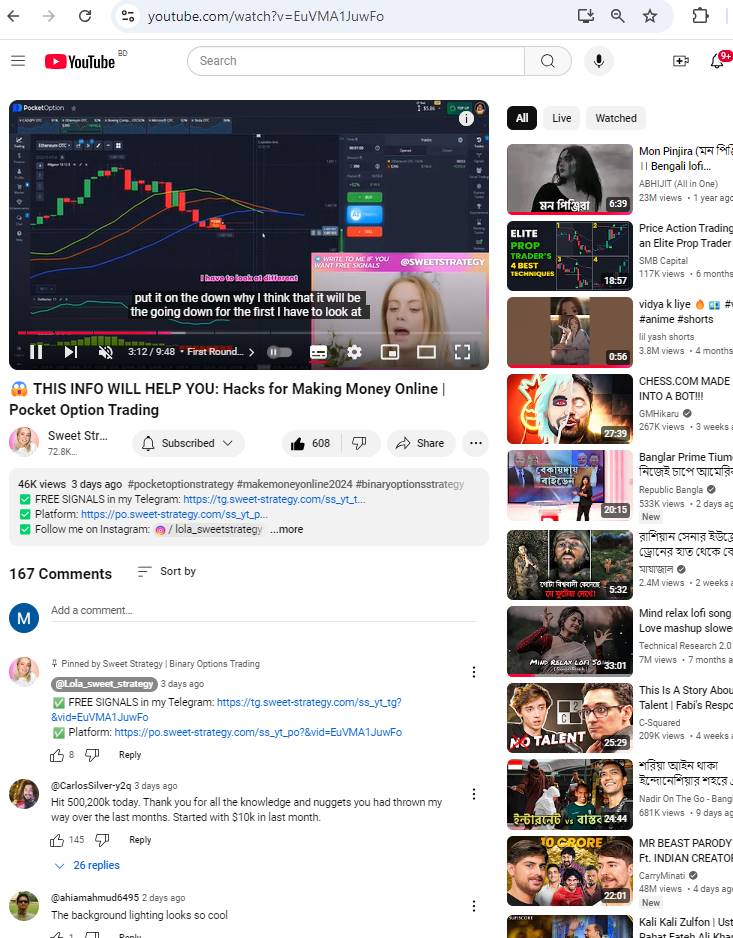 youtube.com/watch?v=EuVMA1JuwFo
YouTube BD
Search
9+
PocketOption
Ethereum OTC
BUY
SELL
WRITE TO ME IF YOU
WANT FREE SIGNALS
@SWEETSTRATEGY
I have to look at different
put it on the down why I think that it will be
the going down for the first I have to look at
3:12 / 9:48 • First Round...
😱 THIS INFO WILL HELP YOU: Hacks for Making Money Online |
Pocket Option Trading
Sweet Str...
72.8K...
Subscribed
608
Share
46K views 3 days ago #pocketoptionstrategy #makemoneyonline2024 #binaryoptionsstrategy
✅ FREE SIGNALS in my Telegram: https://tg.sweet-strategy.com/ss_yt_t...
✅ Platform: https://po.sweet-strategy.com/ss_yt_p...
✅ Follow me on Instagram: / lola_sweetstrategy ...more
167 Comments
Sort by
M
Add a comment...
Pinned by Sweet Strategy | Binary Options Trading
@Lola_sweet_strategy 3 days ago
✅ FREE SIGNALS in my Telegram: https://tg.sweet-strategy.com/ss_yt_tg?
&vid=EuVMA1JuwFo
✅ Platform: https://po.sweet-strategy.com/ss_yt_po?&vid=EuVMA1JuwFo
8 Reply
@CarlosSilver-y2q 3 days ago
Hit 500,200k today. Thank you for all the knowledge and nuggets you had thrown my
way over the last months. Started with $10k in last month.
145 Reply
26 replies
@ahiamahmud6495 2 days ago
The background lighting looks so cool
1 Reply
All
Live
Watched
মন পিঞ্জিরা
6:39
Mon Pinjira (মন পিঞ্জি
|| Bengali lofi...
ABHIJIT (All in One)
23M views • 1 year ago
ELITE
PROP
TRADER'S
4 BEST
TECHNIQUES
18:57
Price Action Trading
an Elite Prop Trader
SMB Capital
117K views • 6 months
0:56
vidya k liye 🔥
#anime #shorts
lil yash shorts
3.8M views • 4 months
27:39
CHESS.COM MADE
INTO A BOT!!!
GMHikaru
267K views • 3 weeks a
বেকায়দায়
বাইডেন
20:15
Banglar Prime Tium
নিজেই চাপে আমেরি
Republic Bangla
533K views • 2 days ag
New
গোটা বিশ্ববাসী কেঁদেছে
যে ফুটেজ দেখে!
5:32
রাশিয়ান সেনার ইউক্রে
ড্রোনের হাত থেকে বে
মায়াজাল
2.4M views • 2 weeks a
MIND RELAX LOFI SO
33:01
Mind relax lofi song
Love mashup slowe
Technical Research 2.0
7M views • 7 months a
NO TALENT
25:29
This Is A Story Abou
Talent | Fabi's Respo
C-Squared
209K views • 4 weeks a
ইন্টারনেট vs বাস্তব
24:44
শরিয়া আইন থাকা
ইন্দোনেশিয়ার শহরে
Nadir On The Go - Bangl
681K views • 9 days ag
10 CRORE
22:01
MR BEAST PARODY
Ft. INDIAN CREATOR
CarryMinati
48M views • 4 days ag
New
SUFISCORE
Kali Kali Zulfon | Ust
Rahat Fateh Ali Khan